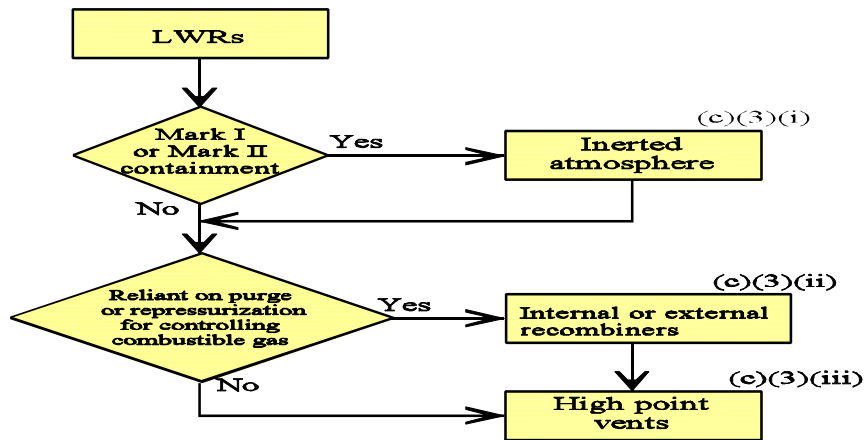 LWRs
(c)(3)(i)
Mark I
or Mark II
containment
Yes
Inerted
atmosphere
No
(c)(3)(ii)
Reliant on purge
or repressurization
for controlling
combustible gas
Yes
Internal or external
recombiners
(c)(3)(iii)
No
High point
vents